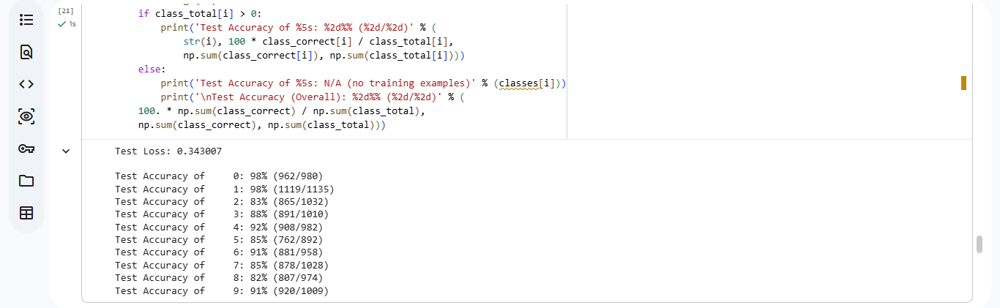 [21]
1s
if class_total[i] > 0:
print('Test Accuracy of %5s: %2d%% (%2d/%2d)' % (
str(i), 100 * class_correct[i] / class_total[i],
np.sum(class_correct[i]), np.sum(class_total[i])))
else:
print('Test Accuracy of %5s: N/A (no training examples)' % (classes[i]))
print('\nTest Accuracy (Overall): %2d%% (%2d/%2d)' % (
100. * np.sum(class_correct) / np.sum(class_total),
np.sum(class_correct), np.sum(class_total)))
Test Loss: 0.343007
Test Accuracy of     0: 98% (962/980)
Test Accuracy of     1: 98% (1119/1135)
Test Accuracy of     2: 83% (865/1032)
Test Accuracy of     3: 88% (891/1010)
Test Accuracy of     4: 92% (908/982)
Test Accuracy of     5: 85% (762/892)
Test Accuracy of     6: 91% (881/958)
Test Accuracy of     7: 85% (878/1028)
Test Accuracy of     8: 82% (807/974)
Test Accuracy of     9: 91% (920/1009)